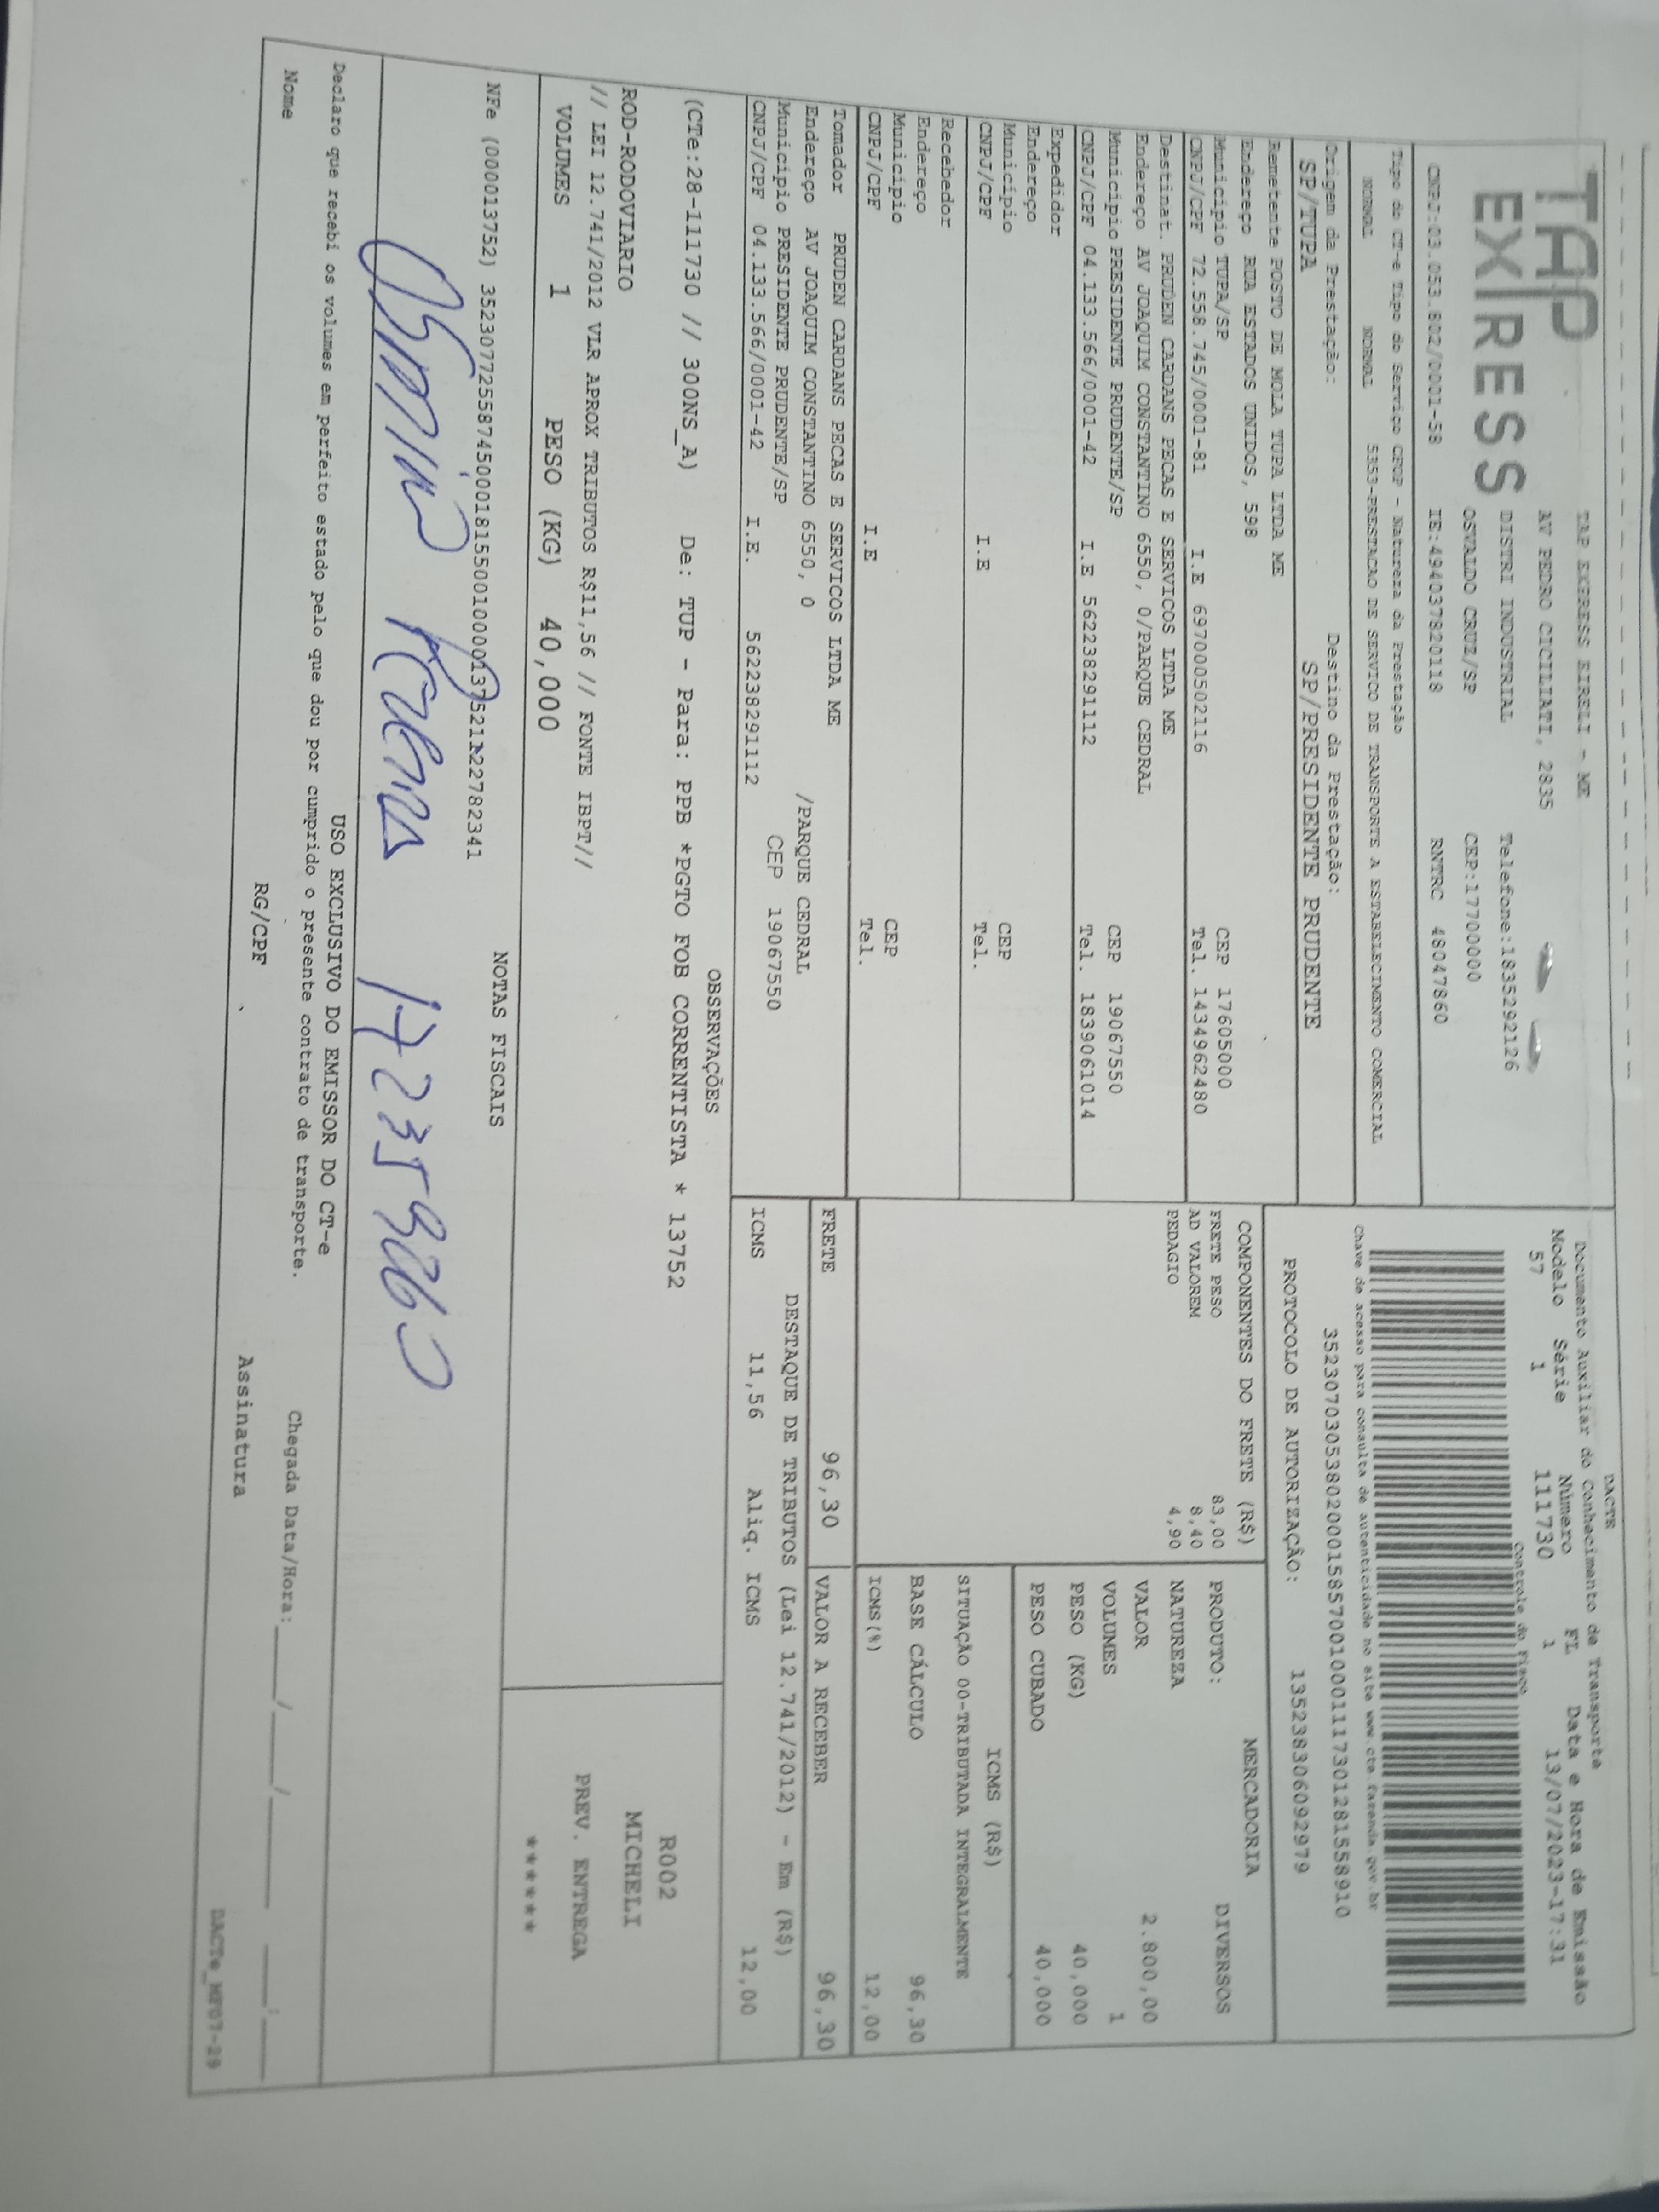 TAP EXPRESS
TAP EXPRESS EIRELI - ME
AV PEDRO CICILIATI, 2835
DISTRI INDUSTRIAL Telefone:1835292126
OSVALDO CRUZ/SP CEP:17700000
CNPJ:03.053.802/0001-58 IE:494037820118 RNTRC 48047860
Tipo do CT-e Tipo do Serviço CFOP - Natureza da Prestação
NORMAL NORMAL 5353-PRESTACAO DE SERVICO DE TRANSPORTE A ESTABELECIMENTO COMERCIAL
Origem da Prestação: Destino da Prestação:
SP/TUPA SP/PRESIDENTE PRUDENTE
DACTE
Documento Auxiliar do Conhecimento de Transporte
Modelo Série Número FL Data e Hora de Emissão
57 1 111730 1 13/07/2023-17:31
Controle do Fisco
Chave de acesso para consulta de autenticidade no site www.cte.fazenda.gov.br
35230703053802000158570010001117301281558910
PROTOCOLO DE AUTORIZAÇÃO: 135238306092979
Remetente POSTO DE MOLA TUPA LTDA ME
Endereço RUA ESTADOS UNIDOS, 598
Município TUPA/SP CEP 17605000
CNPJ/CPF 72.558.745/0001-81 I.E 697000502116 Tel. 1434962480
Destinat. PRUDEN CARDANS PECAS E SERVICOS LTDA ME
Endereço AV JOAQUIM CONSTANTINO 6550, 0/PARQUE CEDRAL
Município PRESIDENTE PRUDENTE/SP CEP 19067550
CNPJ/CPF 04.133.566/0001-42 I.E 562238291112 Tel. 1839061014
Expedidor
Endereço
Município CEP
CNPJ/CPF I.E Tel.
Recebedor
Endereço
Município CEP
CNPJ/CPF I.E Tel.
Tomador PRUDEN CARDANS PECAS E SERVICOS LTDA ME
Endereço AV JOAQUIM CONSTANTINO 6550, 0 /PARQUE CEDRAL
Município PRESIDENTE PRUDENTE/SP CEP 19067550
CNPJ/CPF 04.133.566/0001-42 I.E. 562238291112
COMPONENTES DO FRETE (R$)
FRETE PESO 83,00
AD VALOREM 8,40
PEDAGIO 4,90
MERCADORIA
PRODUTO: DIVERSOS
NATUREZA
VALOR 2.800,00
VOLUMES 1
PESO (KG) 40,000
PESO CUBADO 40,000
ICMS (R$)
SITUAÇÃO 00-TRIBUTADA INTEGRALMENTE
BASE CÁLCULO 96,30
ICMS(%) 12,00
FRETE 96,30 VALOR A RECEBER 96,30
DESTAQUE DE TRIBUTOS (Lei 12.741/2012) - Em (R$)
ICMS 11,56 Aliq. ICMS 12,00
OBSERVAÇÕES
(CTe:28-111730 // 300NS_A) De: TUP - Para: PPB *PGTO FOB CORRENTISTA * 13752
ROD-RODOVIARIO
// LEI 12.741/2012 VLR APROX TRIBUTOS R$11,56 // FONTE IBPT//
VOLUMES 1 PESO (KG) 40,000
R002
MICHELI
PREV. ENTREGA
******
NOTAS FISCAIS
NFe (000013752) 35230772558745000181550010000137521122782341
USO EXCLUSIVO DO EMISSOR DO CT-e
Declaro que recebi os volumes em perfeito estado pelo que dou por cumprido o presente contrato de transporte.
Chegada Data/Hora:____/____/______ ____:____
Nome RG/CPF Assinatura
DACTe_MF07-29